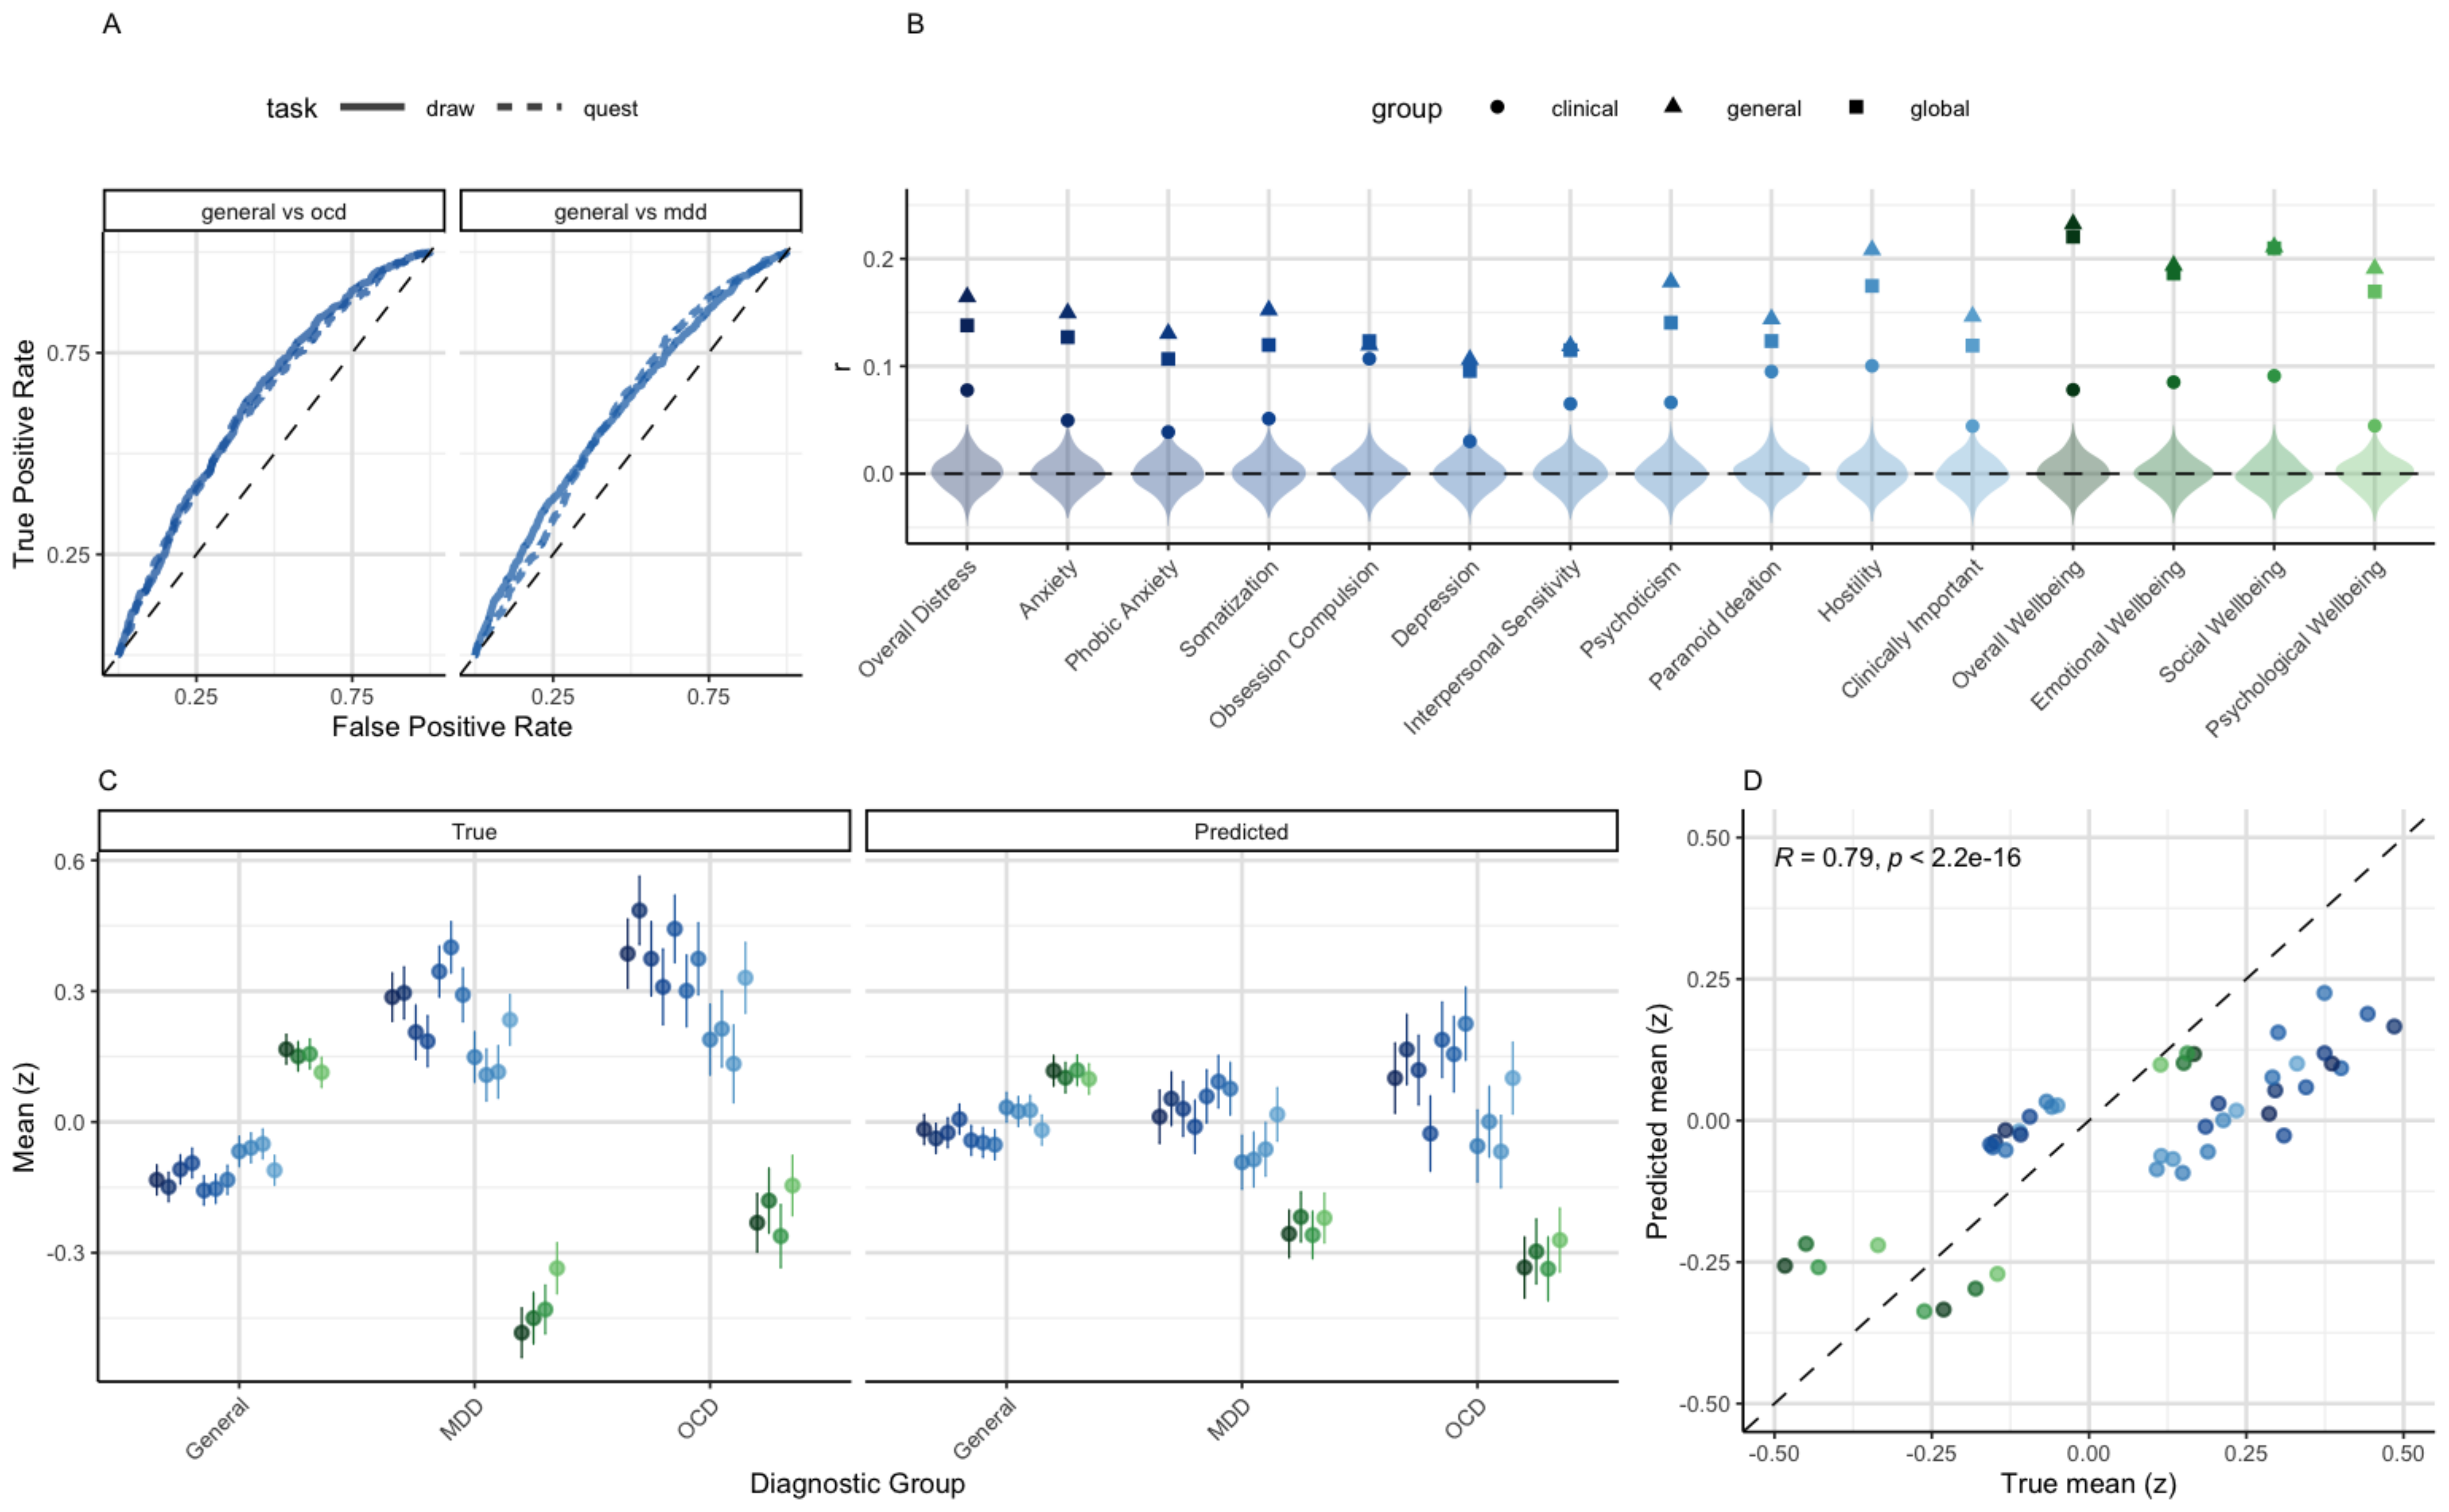 A
task draw quest
general vs ocd general vs mdd
True Positive Rate
0.75
0.25
0.25 0.75 0.25 0.75
False Positive Rate
B
group clinical general global
r
0.2
0.1
0.0
Overall Distress
Anxiety
Phobic Anxiety
Somatization
Obsession Compulsion
Depression
Interpersonal Sensitivity
Psychoticism
Paranoid Ideation
Hostility
Clinically Important
Overall Wellbeing
Emotional Wellbeing
Social Wellbeing
Psychological Wellbeing
C
True Predicted
Mean (z)
0.6
0.3
0.0
-0.3
General MDD OCD General MDD OCD
Diagnostic Group
D
R = 0.79, p < 2.2e-16
Predicted mean (z)
0.50
0.25
0.00
-0.25
-0.50
-0.50 -0.25 0.00 0.25 0.50
True mean (z)